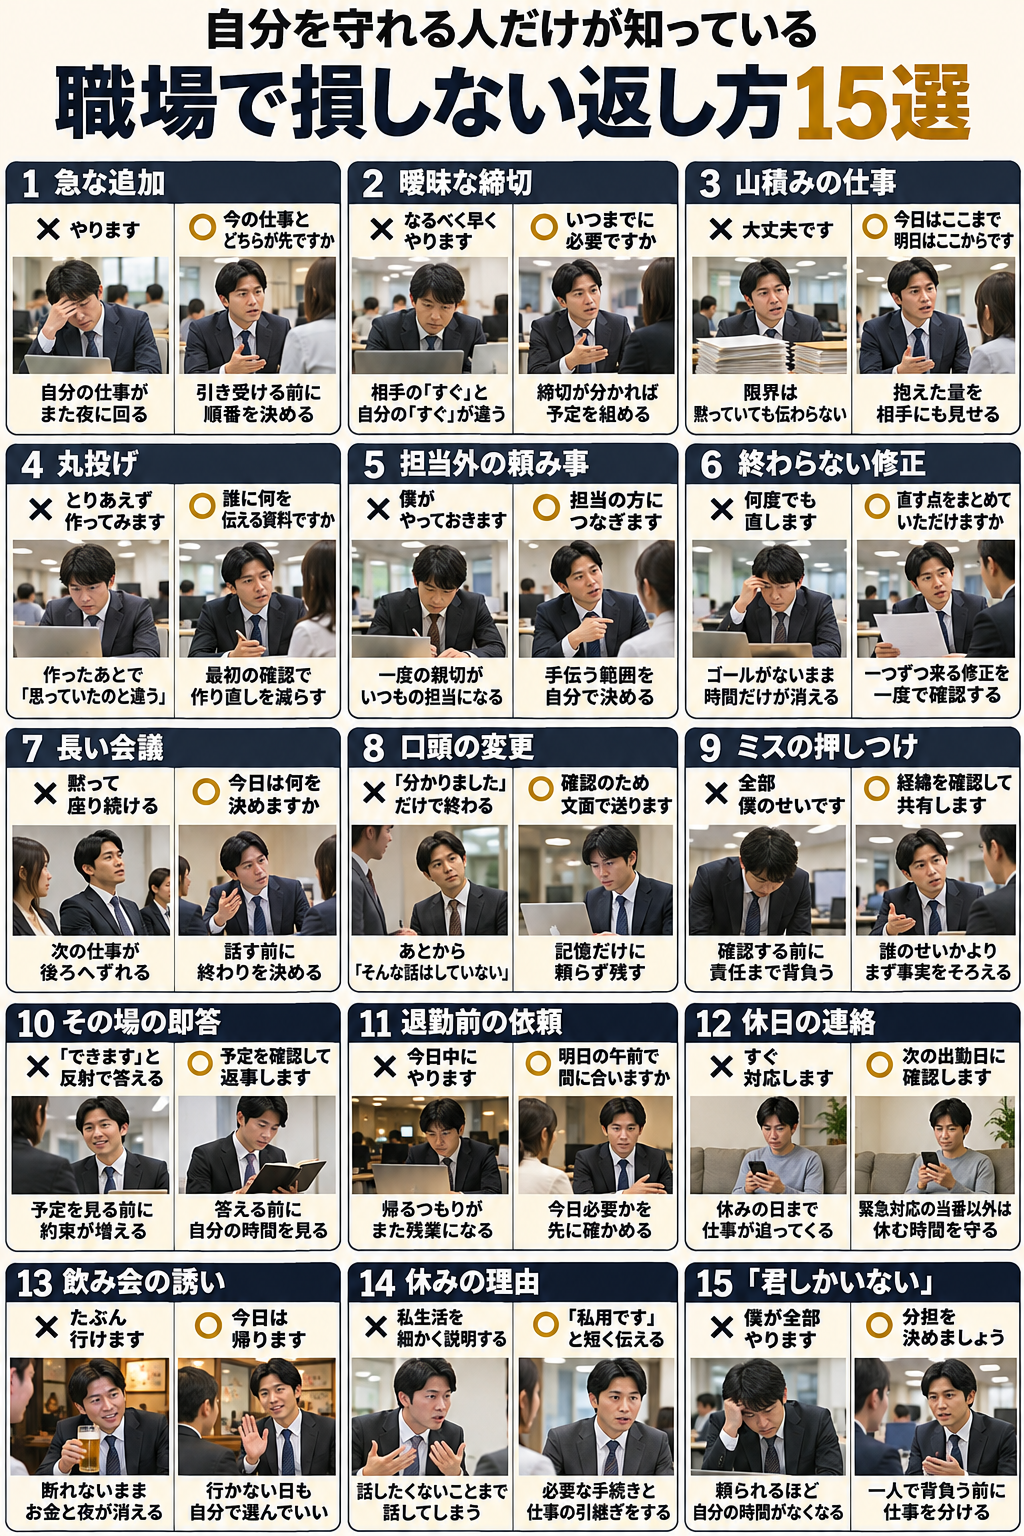 自分を守れる人だけが知っている
職場で損しない返し方15選
1 急な追加
× やります
○ 今の仕事と
どちらが先ですか
自分の仕事が
また夜に回る
引き受ける前に
順番を決める
2 曖昧な締切
× なるべく早く
やります
○ いつまでに
必要ですか
相手の「すぐ」と
自分の「すぐ」が違う
締切が分かれば
予定を組める
3 山積みの仕事
× 大丈夫です
○ 今日はここまで
明日はここからです
限界は
黙っていても伝わらない
抱えた量を
相手にも見せる
4 丸投げ
× とりあえず
作ってみます
○ 誰に何を
伝える資料ですか
作ったあとで
「思っていたのと違う」
最初の確認で
作り直しを減らす
5 担当外の頼み事
× 僕が
やっておきます
○ 担当の方に
つなぎます
一度の親切が
いつもの担当になる
手伝う範囲を
自分で決める
6 終わらない修正
× 何度でも
直します
○ 直す点をまとめて
いただけますか
ゴールがないまま
時間だけが消える
一つずつ来る修正を
一度で確認する
7 長い会議
× 黙って
座り続ける
○ 今日は何を
決めますか
次の仕事が
後ろへずれる
話す前に
終わりを決める
8 口頭の変更
× 「分かりました」
だけで終わる
○ 確認のため
文面で送ります
あとから
「そんな話はしていない」
記憶だけに
頼らず残す
9 ミスの押しつけ
× 全部
僕のせいです
○ 経緯を確認して
共有します
確認する前に
責任まで背負う
誰のせいかより
まず事実をそろえる
10 その場の即答
× 「できます」と
反射で答える
○ 予定を確認して
返事します
予定を見る前に
約束が増える
答える前に
自分の時間を見る
11 退勤前の依頼
× 今日中に
やります
○ 明日の午前で
間に合いますか
帰るつもりが
また残業になる
今日必要かを
先に確かめる
12 休日の連絡
× すぐ
対応します
○ 次の出勤日に
確認します
休みの日まで
仕事が追ってくる
緊急対応の当番以外は
休む時間を守る
13 飲み会の誘い
× たぶん
行けます
○ 今日は
帰ります
断れないまま
お金と夜が消える
行かない日も
自分で選んでいい
14 休みの理由
× 私生活を
細かく説明する
○ 「私用です」
と短く伝える
話したくないことまで
話してしまう
必要な手続きと
仕事の引継ぎをする
15 「君しかいない」
× 僕が全部
やります
○ 分担を
決めましょう
頼られるほど
自分の時間がなくなる
一人で背負う前に
仕事を分ける